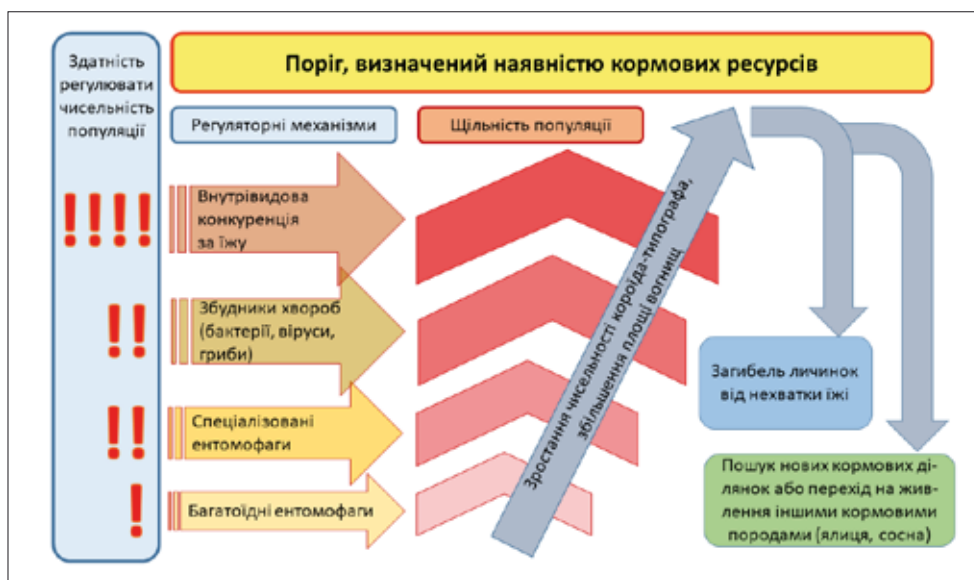 Здатність
регулювати
чисельність
популяції
Поріг, визначений наявністю кормових ресурсів
Регуляторні механізми
Щільність популяції
!!!!
Внутрівидова
конкуренція
за їжу
!!
Збудники хвороб
(бактерії, віруси,
гриби)
!!
Спеціалізовані
ентомофаги
!
Багатоїдні ентомофаги
Зростання чисельності короїда-типографа,
збільшення площі вогнищ
Загибель личинок
від нехватки їжі
Пошук нових кормових ді-
лянок або перехід на жив-
лення іншими кормовими
породами (ялиця, сосна)